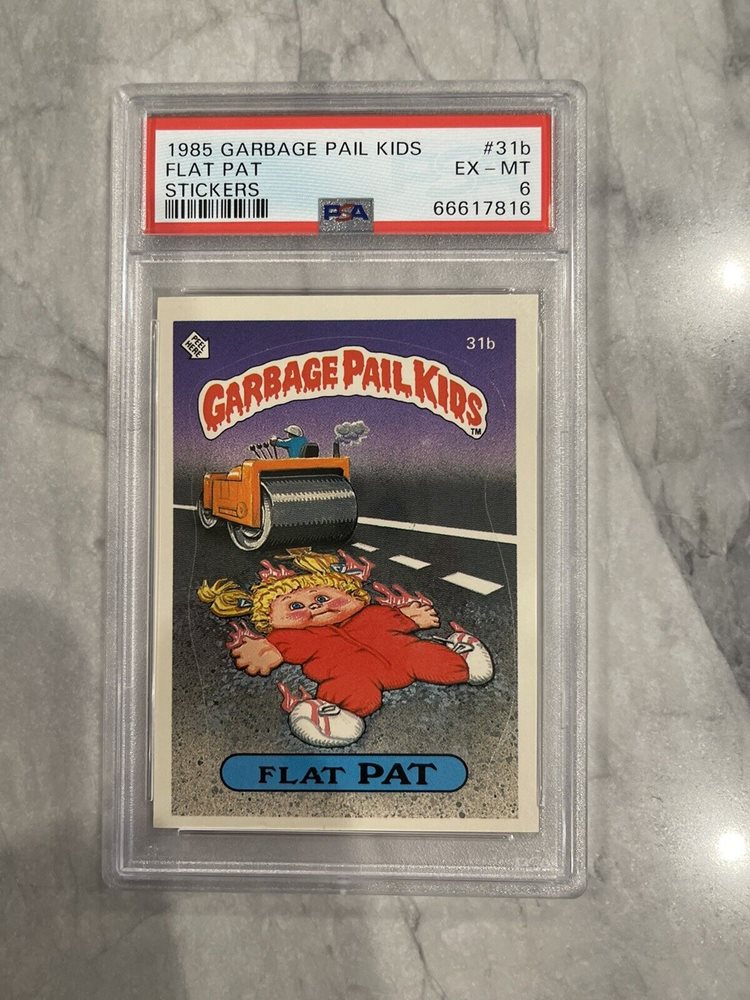 1985 GARBAGE PAIL KIDS #31b
FLAT PAT EX - MT
STICKERS 6
PSA 66617816
PEEL HERE
31b
GARBAGE PAIL KIDS TM
FLAT PAT